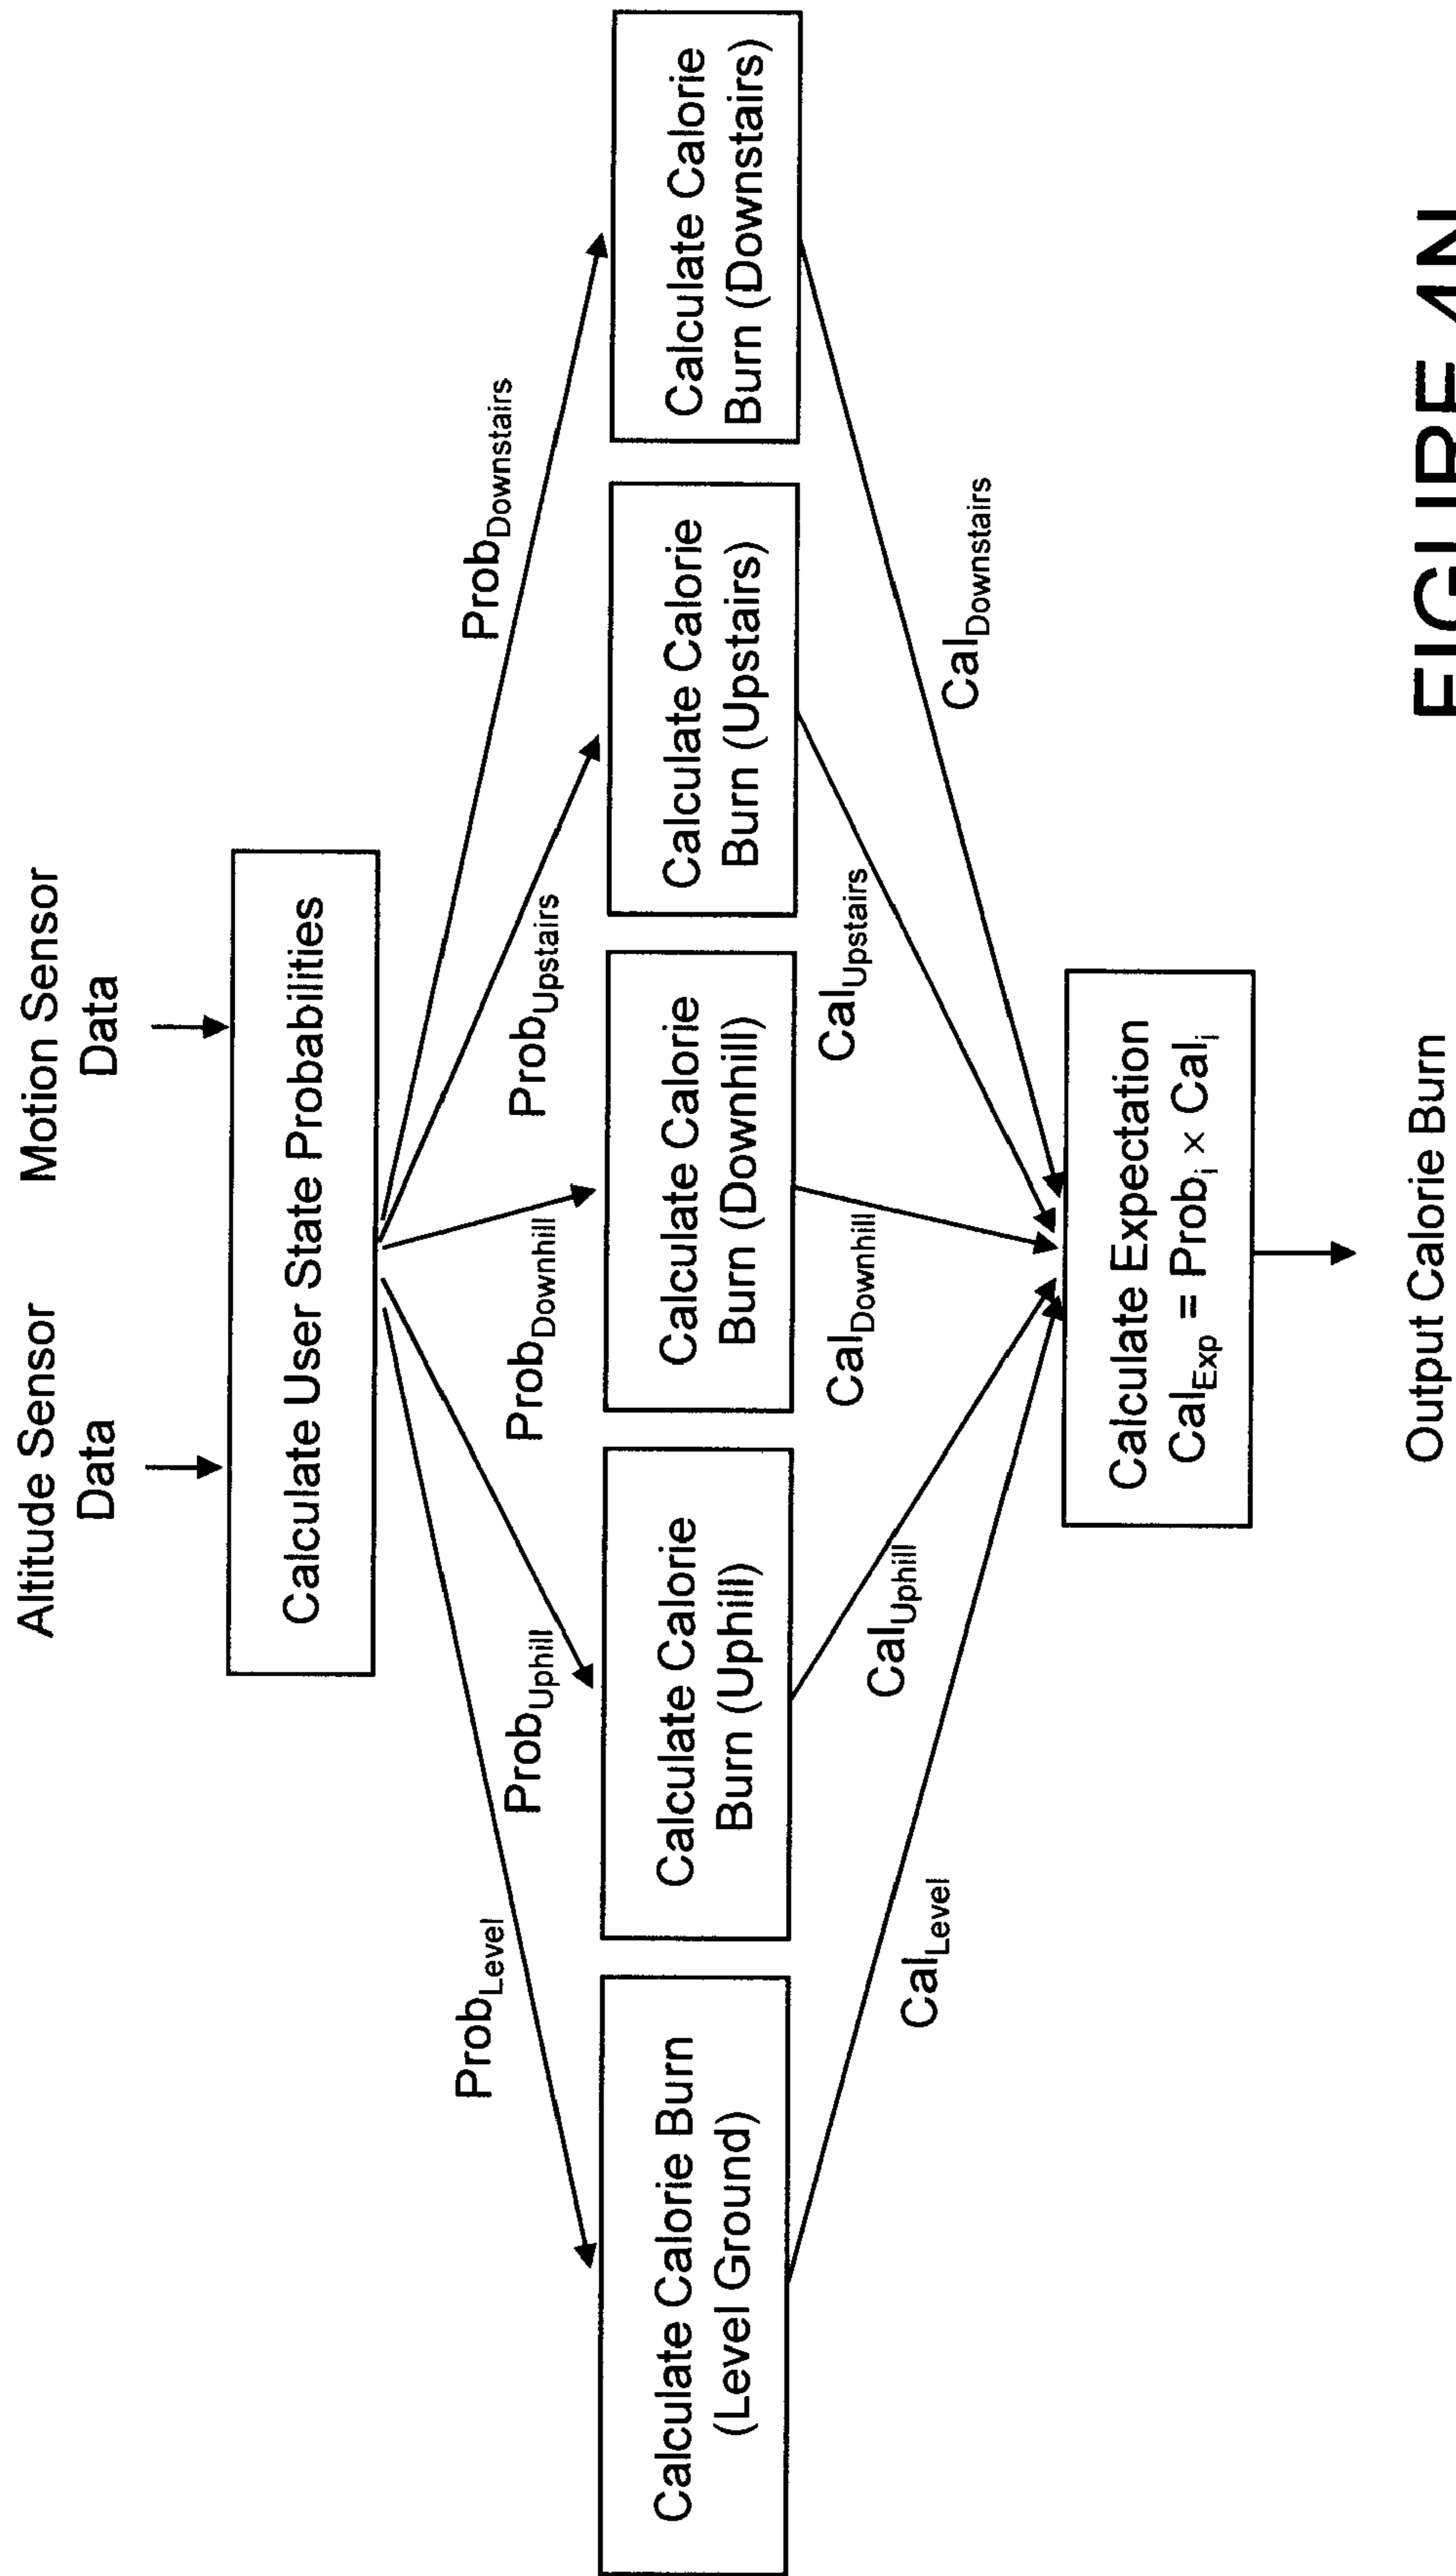 Altitude Sensor
Data
Motion Sensor
Data
Calculate User State Probabilities
Prob_Level
Prob_Uphill
Prob_Downhill
Prob_Upstairs
Prob_Downstairs
Calculate Calorie Burn
(Level Ground)
Calculate Calorie
Burn (Uphill)
Calculate Calorie
Burn (Downhill)
Calculate Calorie
Burn (Upstairs)
Calculate Calorie
Burn (Downstairs)
Cal_Level
Cal_Uphill
Cal_Downhill
Cal_Upstairs
Cal_Downstairs
Calculate Expectation
Cal_Exp = Prob_i × Cal_i
Output Calorie Burn
FIGURE 4N